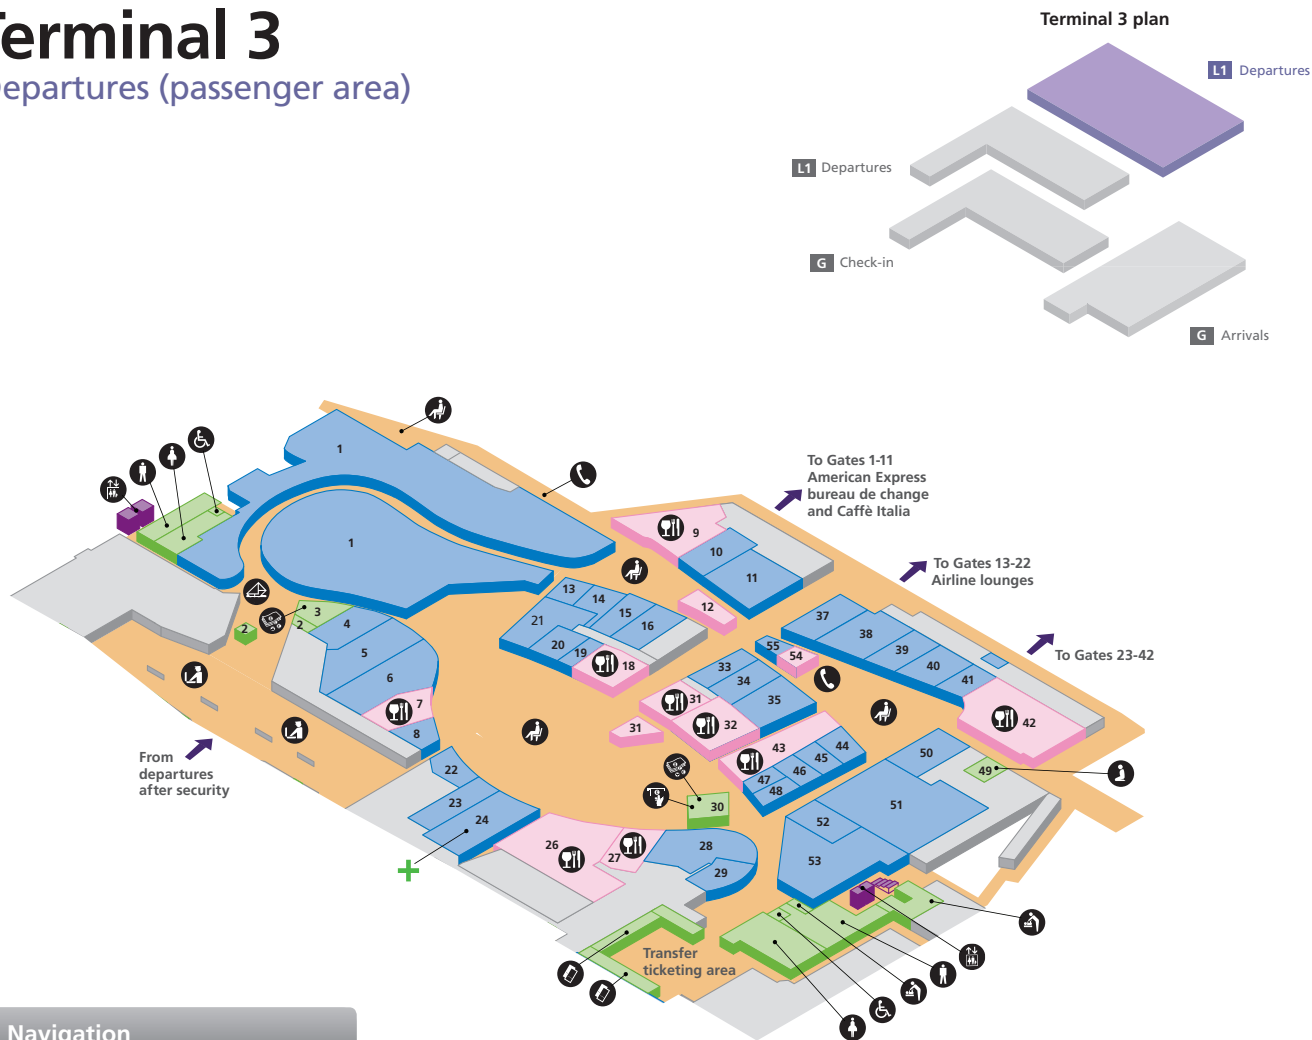 Terminal 3
Departures (passenger area)
Terminal 3 plan
L1 Departures
L1 Departures
G Check-in
G Arrivals
To Gates 1-11
American Express
bureau de change
and Caffè Italia
To Gates 13-22
Airline lounges
To Gates 23-42
From
departures
after security
Transfer
ticketing area
1
1
2
2
3
4
5
6
7
8
9
10
11
12
13
14
15
16
18
19
20
21
22
23
24
26
27
28
29
30
31
31
32
33
34
35
37
38
39
40
41
42
43
44
45
46
47
48
49
50
51
52
53
54
55
Navigation